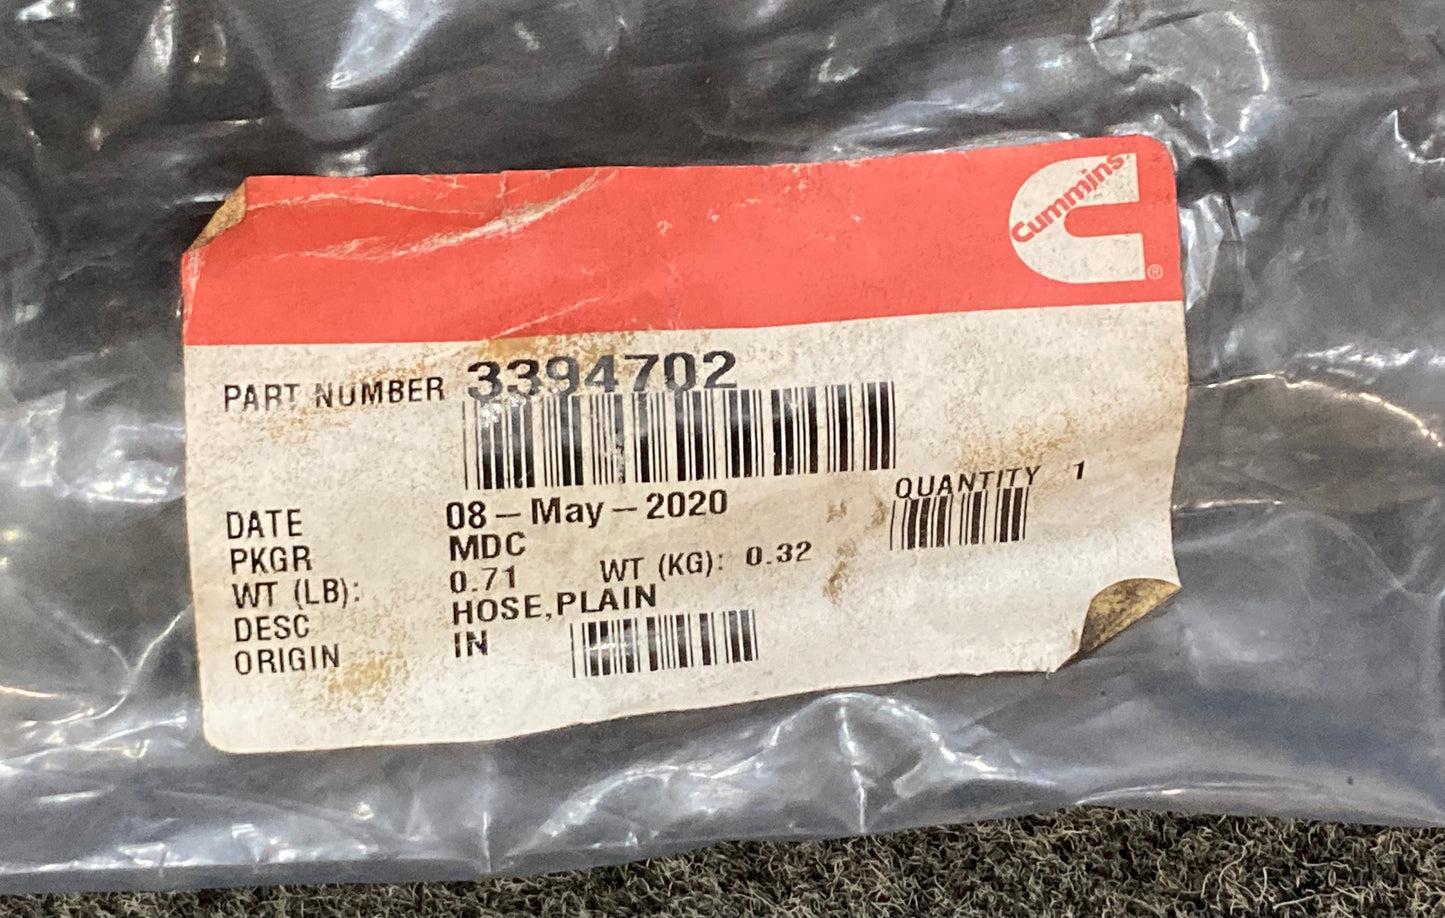 Cummins
®
PART NUMBER 3394702
DATE 08-May-2020 QUANTITY 1
PKGR MDC
WT (LB): 0.71 WT (KG): 0.32
DESC HOSE,PLAIN
ORIGIN IN